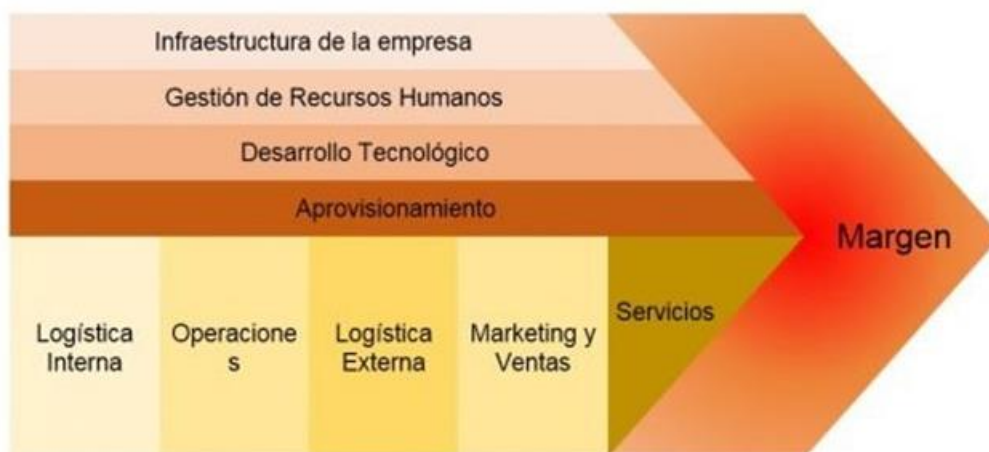 Infraestructura de la empresa
Gestión de Recursos Humanos
Desarrollo Tecnológico
Aprovisionamiento
Margen
Logística
Interna
Operacione
s
Logística
Externa
Marketing y
Ventas
Servicios